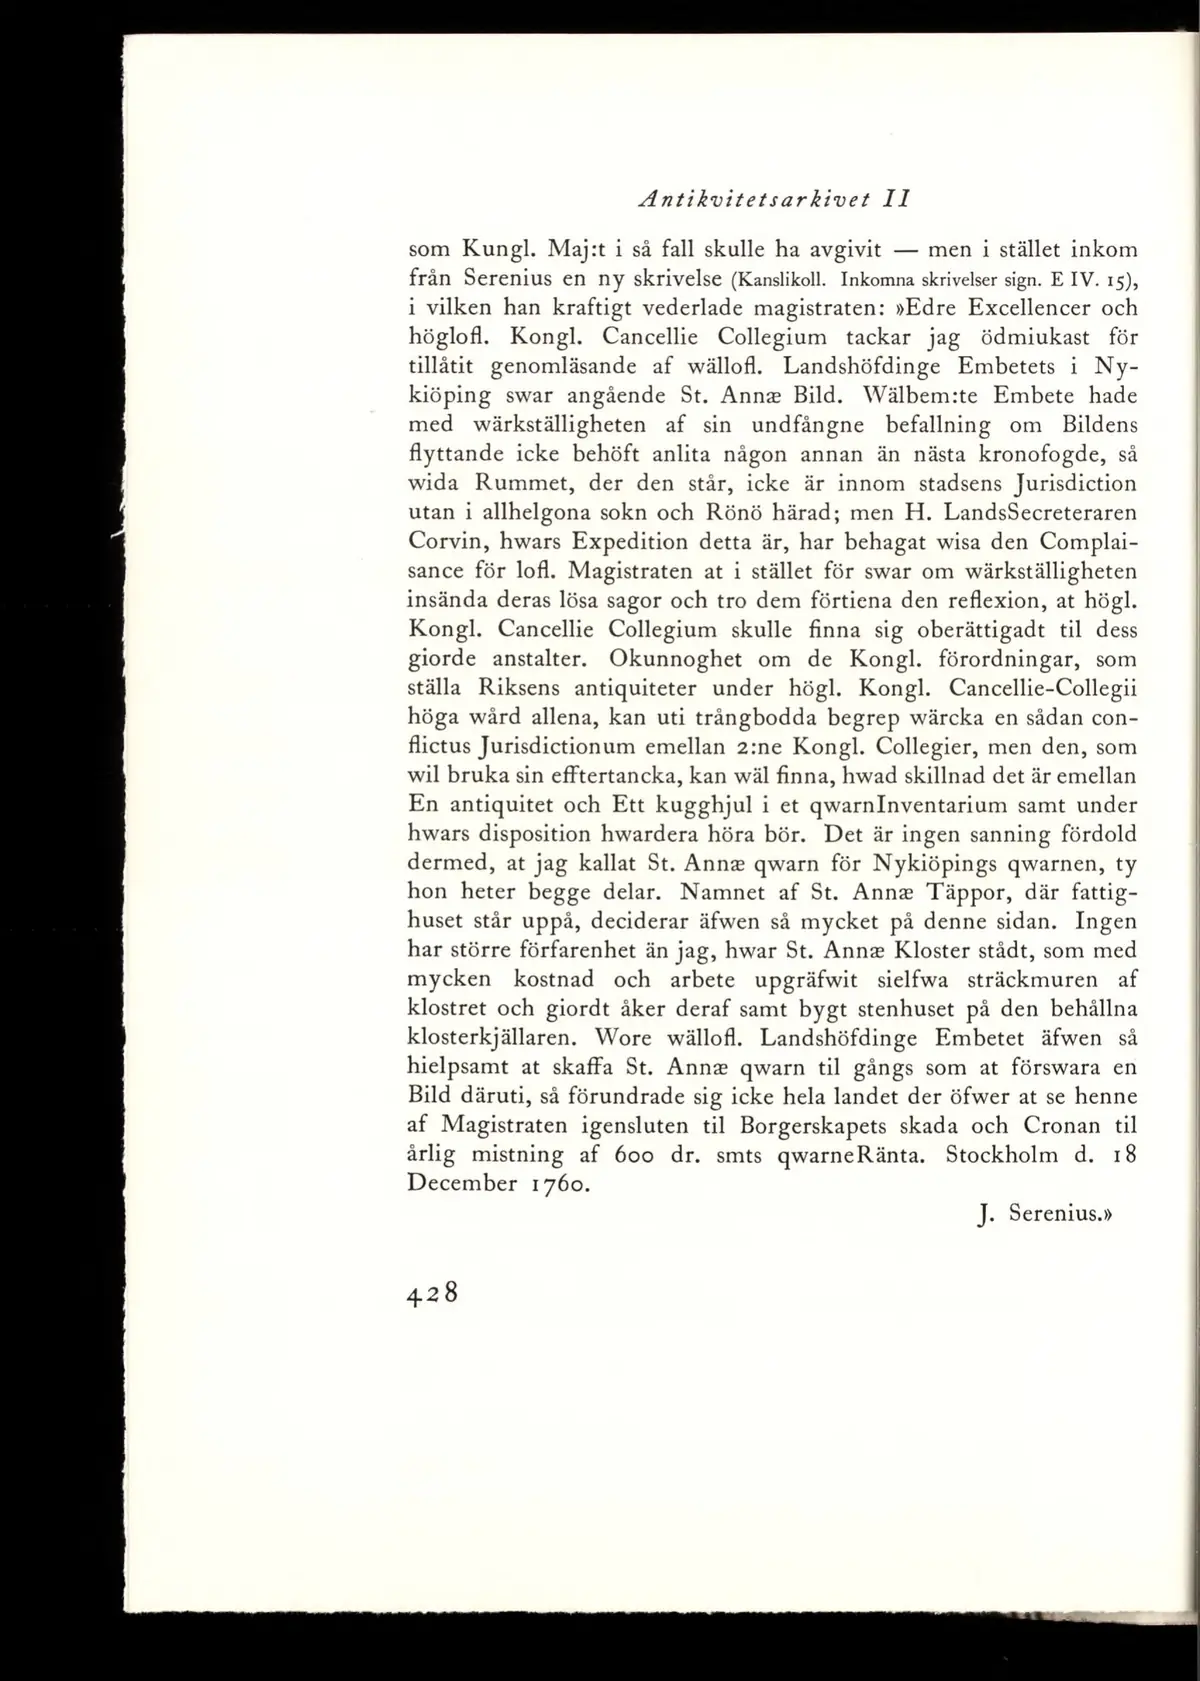 Antikvitetsarkivet II
som Kungl. Maj:t i så fall skulle ha avgivit — men i stället inkom
från Serenius en ny skrivelse (Kanslikoll. Inkomna skrivelser sign. E IV. 15),
i vilken han kraftigt vederlade magistraten: »Edre Excellencer och
höglofl. Kongl. Cancellie Collegium tackar jag ödmiukast för
tillåtit genomläsande af wällofl. Landshöfdinge Embetets i Ny-
kiöping swar angående St. Annæ Bild. Wälbem:te Embete hade
med wärkställigheten af sin undfångne befallning om Bildens
flyttande icke behöft anlita någon annan än nästa kronofogde, så
wida Rummet, der den står, icke är innom stadsens Jurisdiction
utan i allhelgona sokn och Rönö härad; men H. LandsSecreteraren
Corvin, hwars Expedition detta är, har behagat wisa den Complai-
sance för lofl. Magistraten at i stället för swar om wärkställigheten
insända deras lösa sagor och tro dem förtiena den reflexion, at högl.
Kongl. Cancellie Collegium skulle finna sig oberättigadt til dess
giorde anstalter. Okunnoghet om de Kongl. förordningar, som
ställa Riksens antiquiteter under högl. Kongl. Cancellie-Collegii
höga wård allena, kan uti trångbodda begrep wärcka en sådan con-
flictus Jurisdictionum emellan 2:ne Kongl. Collegier, men den, som
wil bruka sin efftertancka, kan wäl finna, hwad skillnad det är emellan
En antiquitet och Ett kugghjul i et qwarnInventarium samt under
hwars disposition hwardera höra bör. Det är ingen sanning fördold
dermed, at jag kallat St. Annæ qwarn för Nykiöpings qwarnen, ty
hon heter begge delar. Namnet af St. Annæ Täppor, där fattig-
huset står uppå, deciderar äfwen så mycket på denne sidan. Ingen
har större förfarenhet än jag, hwar St. Annæ Kloster stådt, som med
mycken kostnad och arbete upgräfwit sielfwa sträckmuren af
klostret och giordt åker deraf samt bygt stenhuset på den behållna
klosterkjällaren. Wore wällofl. Landshöfdinge Embetet äfwen så
hielpsamt at skaffa St. Annæ qwarn til gångs som at förswara en
Bild däruti, så förundrade sig icke hela landet der öfwer at se henne
af Magistraten igensluten til Borgerskapets skada och Cronan til
årlig mistning af 600 dr. smts qwarneRänta. Stockholm d. 18
December 1760.
J. Serenius.»
428